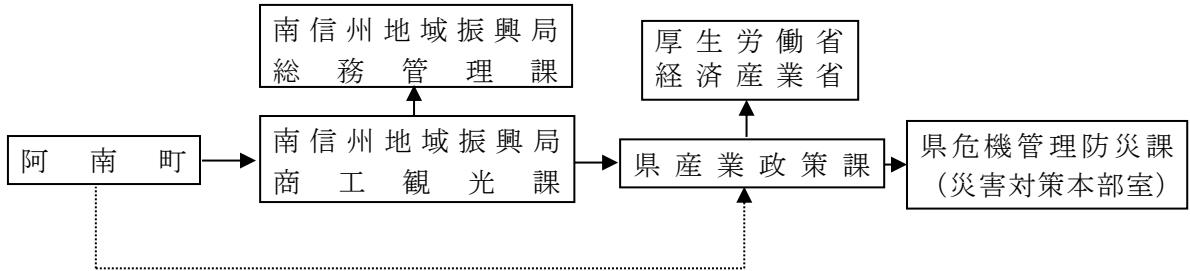 南信州地域振興局
総務管理課
厚生労働省
経済産業省
阿南町
南信州地域振興局
商工観光課
県産業政策課
県危機管理防災課
（災害対策本部室）